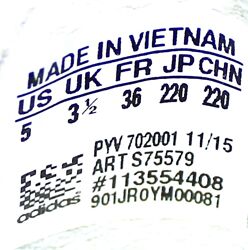 MADE IN VIETNAM
US UK FR JP CHN
5 3½ 36 220 220
PYV 702001 11/15
ART S75579
#113554408
adidas 901JR0YM00081